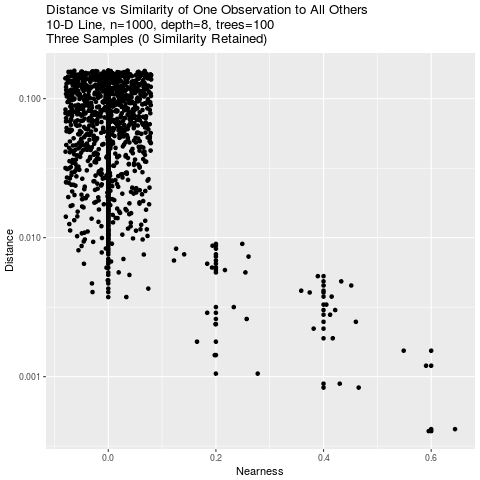 Distance vs Similarity of One Observation to All Others
10-D Line, n=1000, depth=8, trees=100
Three Samples (0 Similarity Retained)
0.100
0.010
0.001
Distance
0.0 0.2 0.4 0.6
Nearness